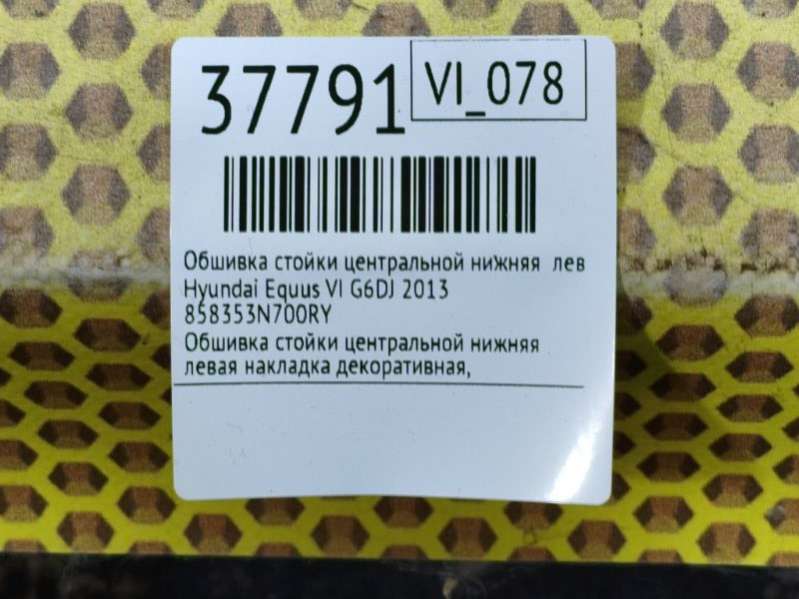 37791
VI_078
Обшивка стойки центральной нижняя лев
Hyundai Equus VI G6DJ 2013
858353N700RY
Обшивка стойки центральной нижняя
левая накладка декоративная,